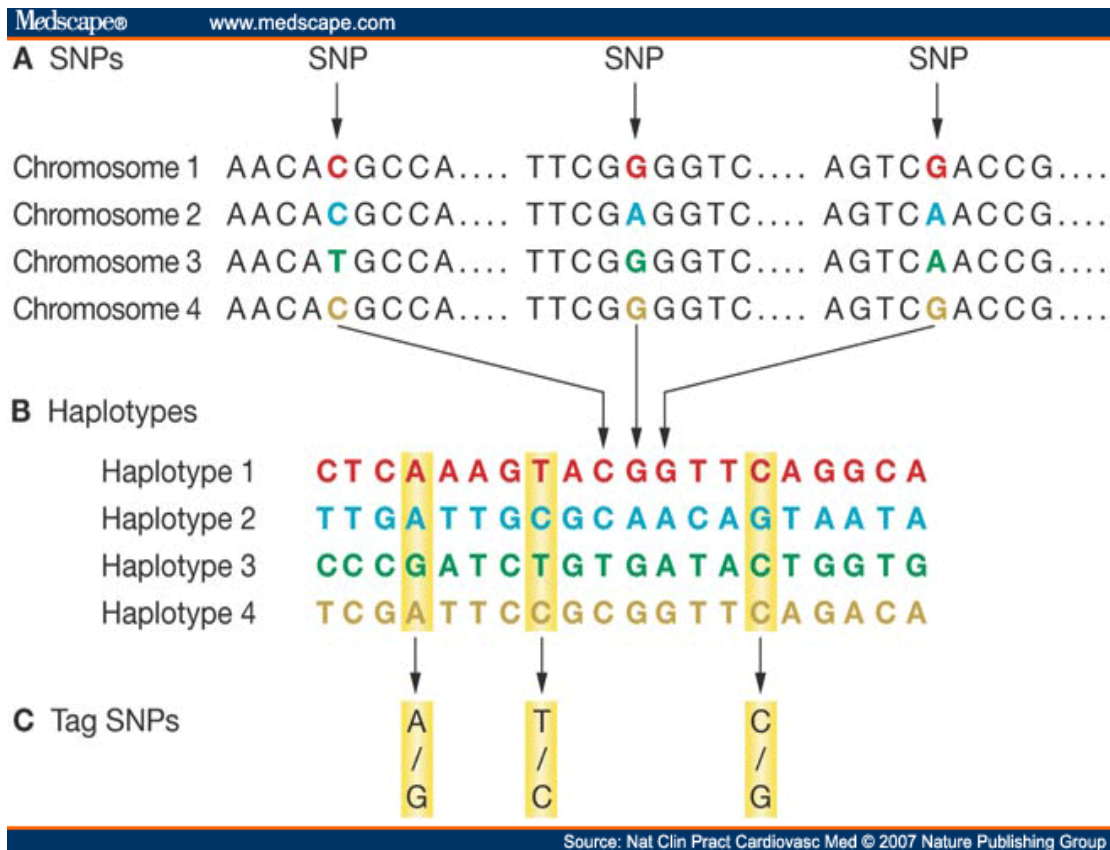 Medscape® www.medscape.com
A SNPs SNP SNP SNP
Chromosome 1 AACACGCCA.... TTCGGGGTC.... AGTCGACCG....
Chromosome 2 AACACGCCA.... TTCGAGGTC.... AGTCAACCG....
Chromosome 3 AACATGCCA.... TTCGGGGTC.... AGTCAACCG....
Chromosome 4 AACACGCCA.... TTCGGGGTC.... AGTCGACCG....
B Haplotypes
Haplotype 1 CTCAAAGTACGGTTCAGGCA
Haplotype 2 TTGATTGCGCAACAGTAATA
Haplotype 3 CCCGATCTGTGATACTGGTG
Haplotype 4 TCGATTCCGCGGTTCAGACA
C Tag SNPs A/G T/C C/G
Source: Nat Clin Pract Cardiovasc Med © 2007 Nature Publishing Group